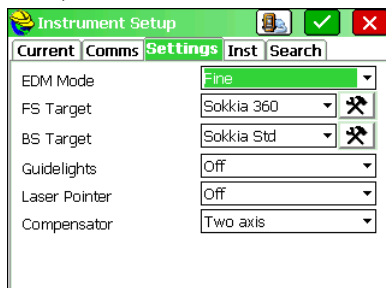 Instrument Setup
Current Comms Settings Inst Search
EDM Mode Fine
FS Target Sokkia 360
BS Target Sokkia Std
Guidelights Off
Laser Pointer Off
Compensator Two axis